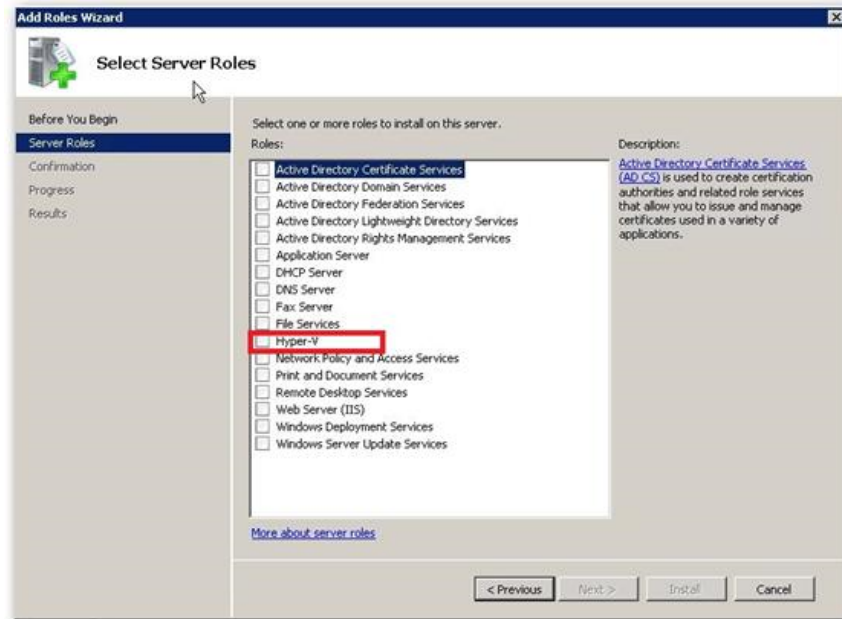 Add Roles Wizard
Select Server Roles
Before You Begin
Server Roles
Confirmation
Progress
Results
Select one or more roles to install on this server.
Roles:
Active Directory Certificate Services
Active Directory Domain Services
Active Directory Federation Services
Active Directory Lightweight Directory Services
Active Directory Rights Management Services
Application Server
DHCP Server
DNS Server
Fax Server
File Services
Hyper-V
Network Policy and Access Services
Print and Document Services
Remote Desktop Services
Web Server (IIS)
Windows Deployment Services
Windows Server Update Services
More about server roles
Description:
Active Directory Certificate Services
(AD CS) is used to create certification
authorities and related role services
that allow you to issue and manage
certificates used in a variety of
applications.
< Previous
Next >
Install
Cancel